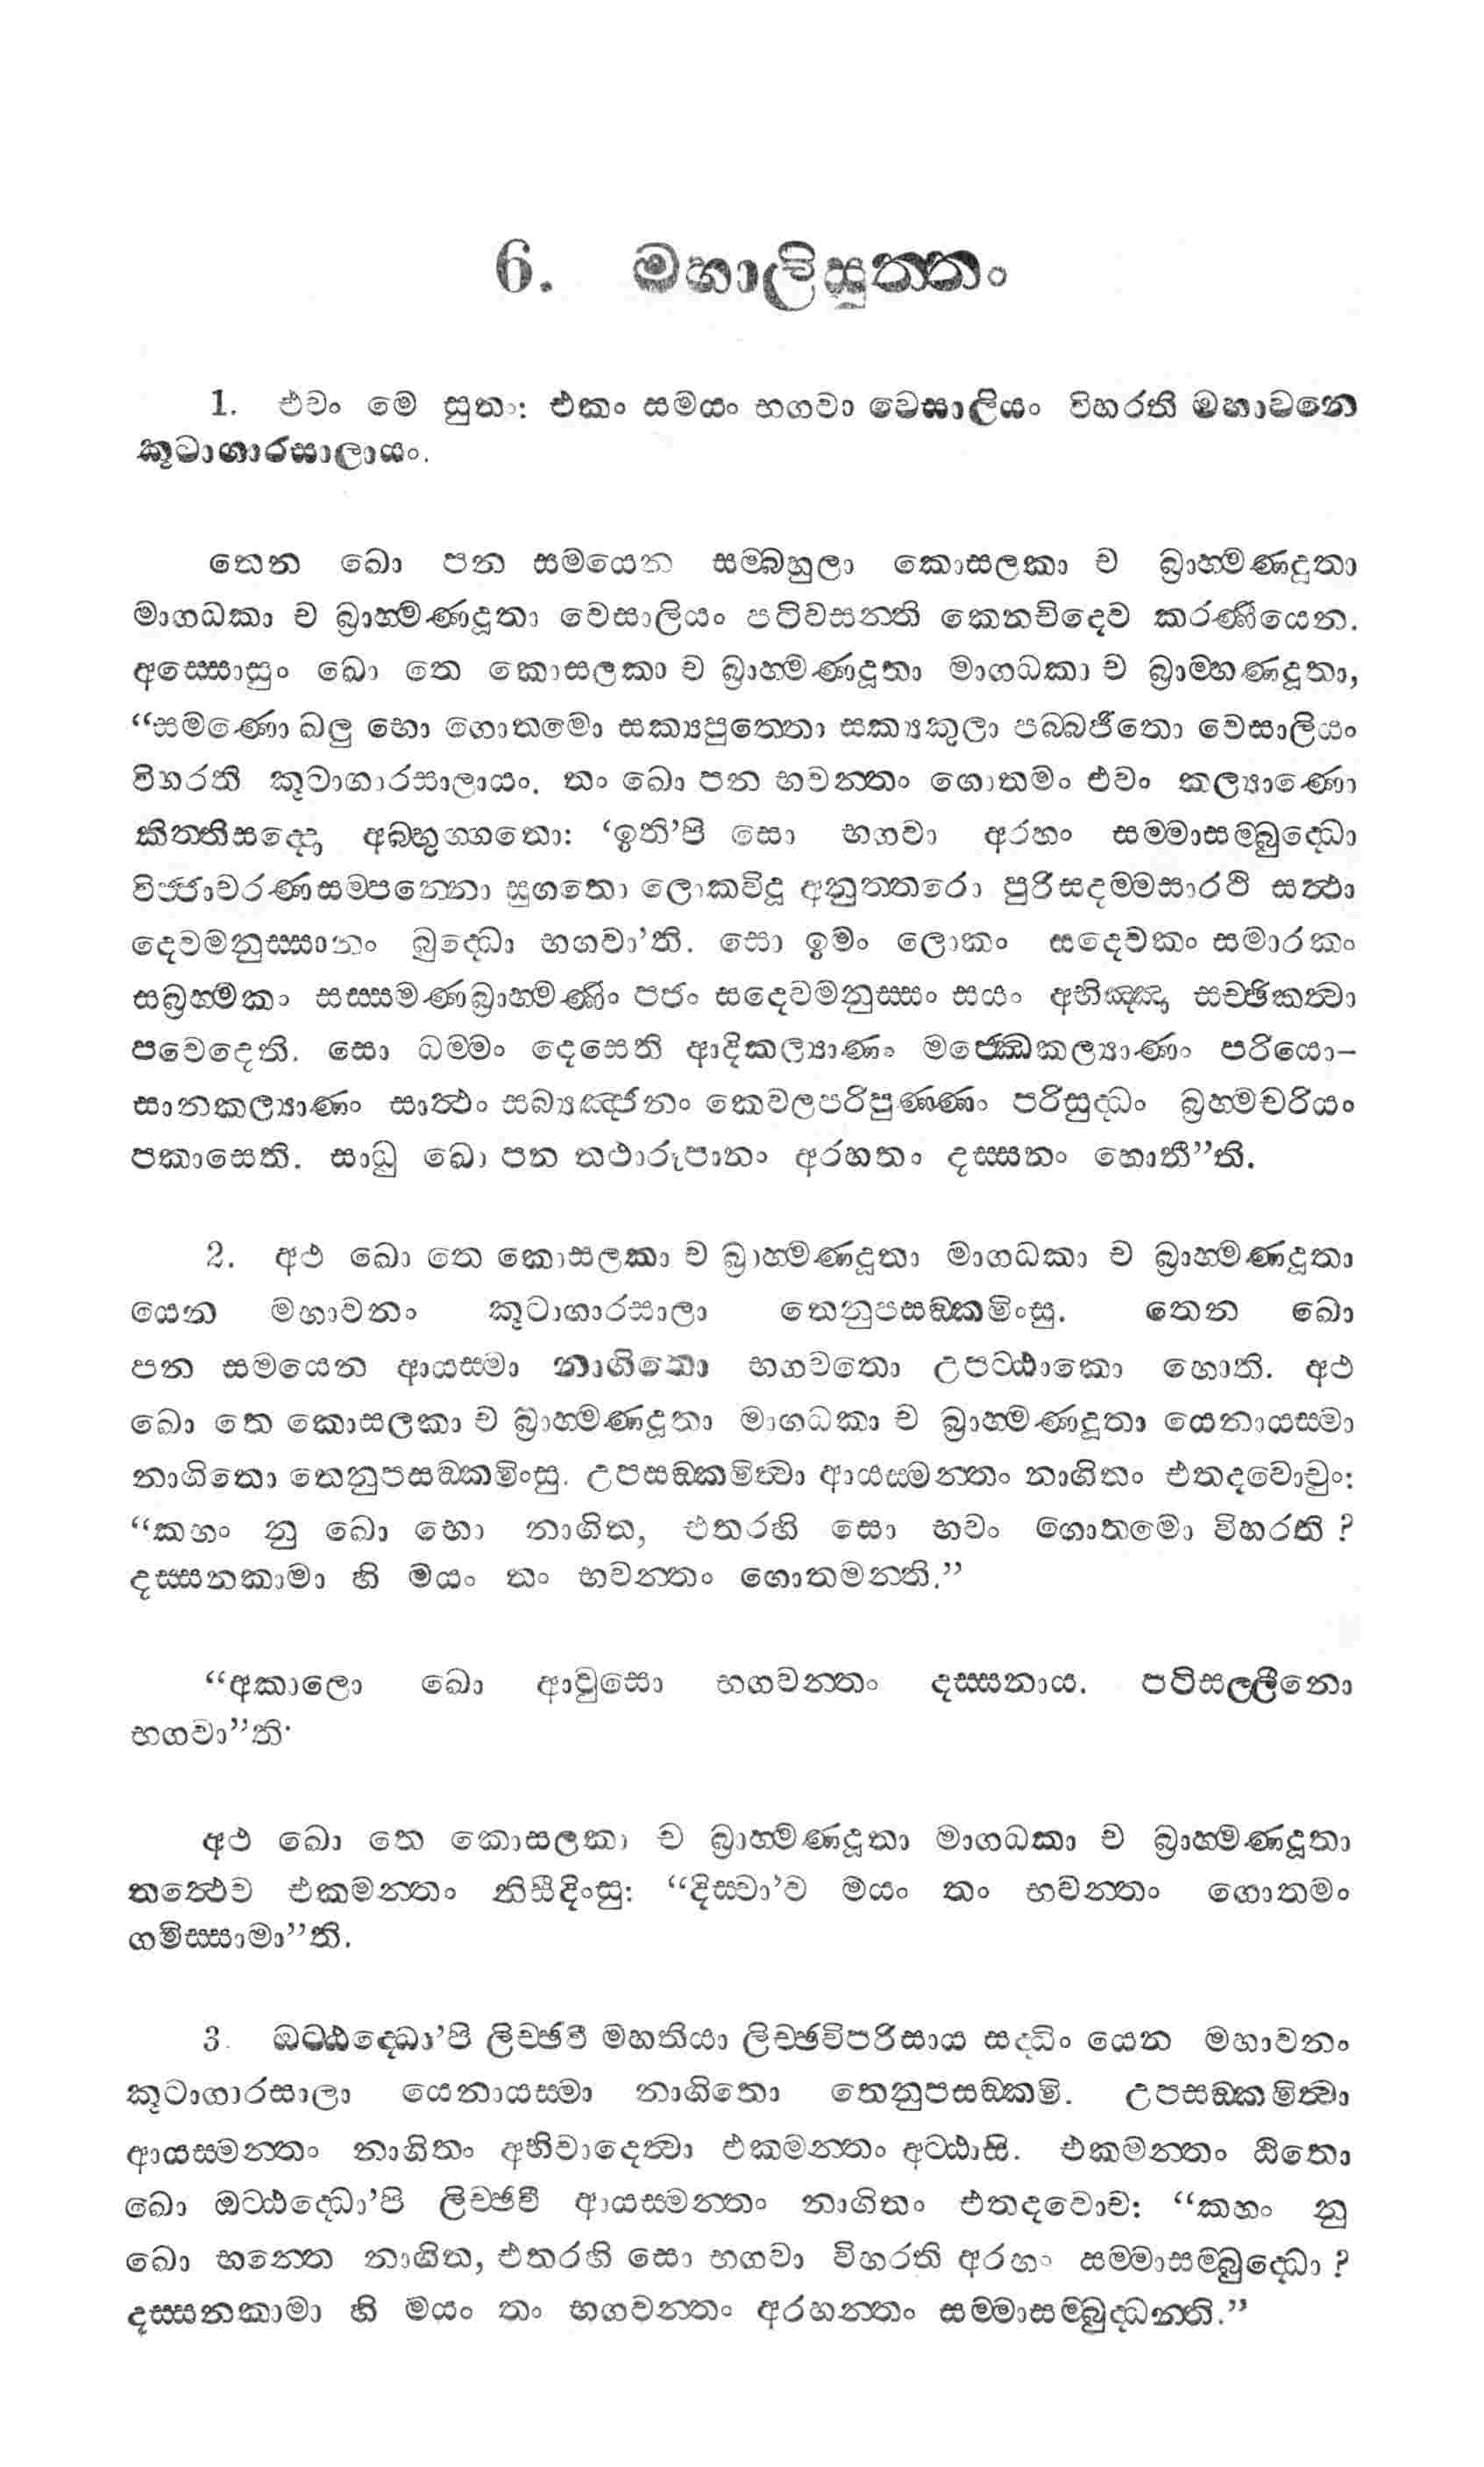 6. මහාලිසුත්තං
1. එවං මෙ සුතං: එකං සමයං භගවා වෙසාලියං විහරති මහාවනෙ
කූටාගාරසාලායං.
තෙන ඛො පන සමයෙන සම්බහුලා කොසලකා ච බ්‍රාහ්මණදූතා
මාගධකා ච බ්‍රාහ්මණදූතා වෙසාලියං පටිවසන්ති කෙනචිදෙව කරණීයෙන.
අස්සොසුං ඛො තෙ කොසලකා ච බ්‍රාහ්මණදූතා මාගධකා ච බ්‍රාම්හණදූතා,
“සමණො ඛලු භො ගොතමො සක්‍යපුත්තො සක්‍යකුලා පබ්බජිතො වෙසාලියං
විහරති කූටාගාරසාලායං. තං ඛො පන භවන්තං ගොතමං එවං කල්‍යාණො
කිත්තිසද්දො අබ්භුග්ගතො: ‘ඉති’පි සො භගවා අරහං සම්මාසම්බුද්ධො
විජ්ජාචරණසම්පන්නො සුගතො ලොකවිදූ අනුත්තරො පුරිසදම්මසාරථි සත්‍ථා
දෙවමනුස්සානං බුද්ධො භගවා’ති. සො ඉමං ලොකං සදෙවකං සමාරකං
සබ්‍රහ්මකං සස්සමණබ්‍රාහ්මණිං පජං සදෙවමනුස්සං සයං අභිඤ්ඤා සච්ඡිකත්‍වා
පවෙදෙති. සො ධම්මං දෙසෙති ආදිකල්‍යාණං මජ්ඣෙකල්‍යාණං පරියො–
සානකල්‍යාණං සාත්‍ථං සබ්‍යඤ්ජනං කෙවලපරිපුණ්ණං පරිසුද්ධං බ්‍රහ්මචරියං
පකාසෙති. සාධු ඛො පන තථාරූපානං අරහතං දස්සනං හොතී”ති.
2. අථ ඛො තෙ කොසලකා ච බ්‍රාහ්මණදූතා මාගධකා ච බ්‍රාහ්මණදූතා
යෙන මහාවනං කූටාගාරසාලා තෙනුපසඞ්කමිංසු. තෙන ඛො
පන සමයෙන ආයස්මා නාගිතො භගවතො උපට්ඨාකො හොති. අථ
ඛො තෙ කොසලකා ච බ්‍රාහ්මණදූතා මාගධකා ච බ්‍රාහ්මණදූතා යෙනායස්මා
නාගිතො තෙනුපසඞ්කමිංසු. උපසඞ්කමිත්‍වා ආයස්මන්තං නාගිතං එතදවොචුං:
“කහං නු ඛො භො නාගිත, එතරහි සො භවං ගොතමො විහරති ?
දස්සනකාමා හි මයං තං භවන්තං ගොතමන්ති.”
“අකාලො ඛො ආවුසො භගවන්තං දස්සනාය. පටිසල්ලීනො
භගවා”ති.
අථ ඛො තෙ කොසලකා ච බ්‍රාහ්මණදූතා මාගධකා ච බ්‍රාහ්මණදූතා
තත්‍ථෙව එකමන්තං නිසීදිංසු: “දිස්වා’ව මයං තං භවන්තං ගොතමං
ගමිස්සාමා”ති.
3. ඔට්ඨද්ධො’පි ලිච්ඡවී මහතියා ලිච්ඡවිපරිසාය සද්ධිං යෙන මහාවනං
කූටාගාරසාලා යෙනායස්මා නාගිතො තෙනුපසඞ්කමි. උපසඞ්කමිත්‍වා
ආයස්මන්තං නාගිතං අභිවාදෙත්‍වා එකමන්තං අට්ඨාසි. එකමන්තං ඨිතො
ඛො ඔට්ඨද්ධො’පි ලිච්ඡවී ආයස්මන්තං නාගිතං එතදවොච: “කහං නු
ඛො භන්තෙ නාගිත, එතරහි සො භගවා විහරති අරහං සම්මාසම්බුද්ධො ?
දස්සනකාමා හි මයං තං භගවන්තං අරහන්තං සම්මාසම්බුද්ධන්ති.”